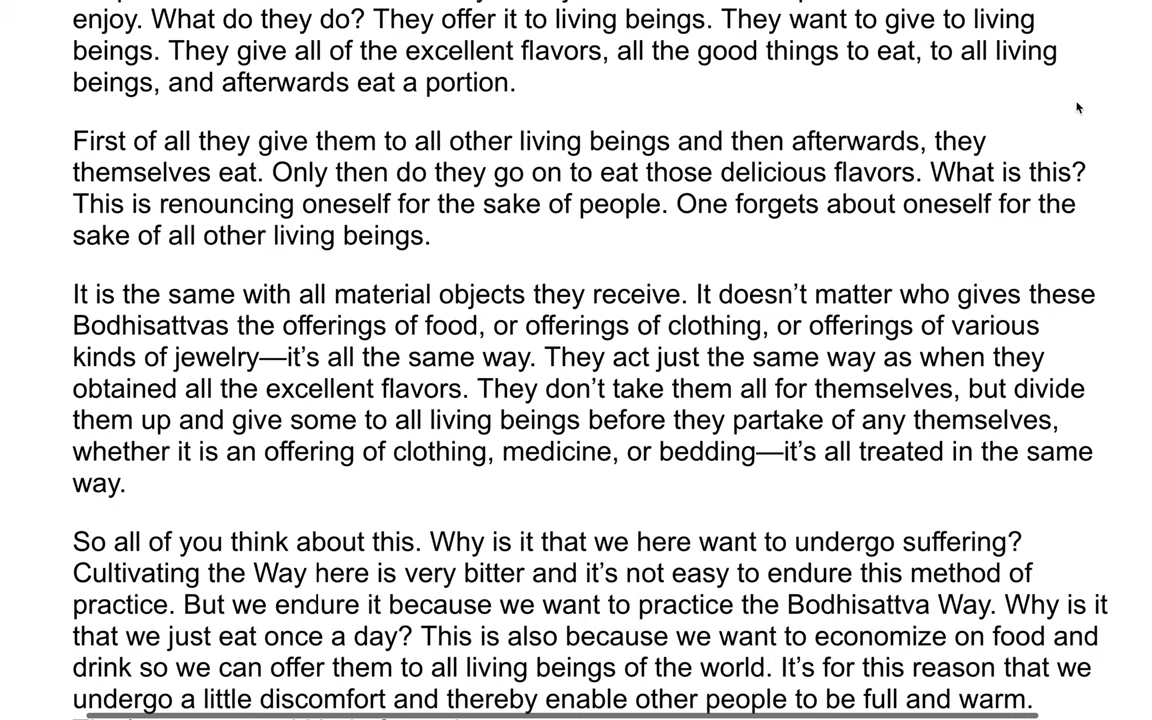 enjoy. What do they do? They offer it to living beings. They want to give to living
beings. They give all of the excellent flavors, all the good things to eat, to all living
beings, and afterwards eat a portion.
First of all they give them to all other living beings and then afterwards, they
themselves eat. Only then do they go on to eat those delicious flavors. What is this?
This is renouncing oneself for the sake of people. One forgets about oneself for the
sake of all other living beings.
It is the same with all material objects they receive. It doesn’t matter who gives these
Bodhisattvas the offerings of food, or offerings of clothing, or offerings of various
kinds of jewelry—it’s all the same way. They act just the same way as when they
obtained all the excellent flavors. They don’t take them all for themselves, but divide
them up and give some to all living beings before they partake of any themselves,
whether it is an offering of clothing, medicine, or bedding—it’s all treated in the same
way.
So all of you think about this. Why is it that we here want to undergo suffering?
Cultivating the Way here is very bitter and it’s not easy to endure this method of
practice. But we endure it because we want to practice the Bodhisattva Way. Why is it
that we just eat once a day? This is also because we want to economize on food and
drink so we can offer them to all living beings of the world. It’s for this reason that we
undergo a little discomfort and thereby enable other people to be full and warm.